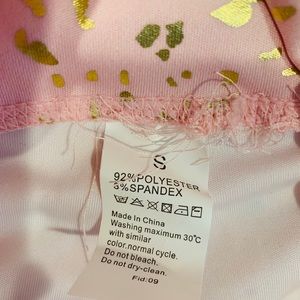 S
92%POLYESTER
8%SPANDEX
Made In China
Washing maximum 30℃
with similar
color.normal cycle.
Do not bleach.
Do not dry-clean.
Fid:09